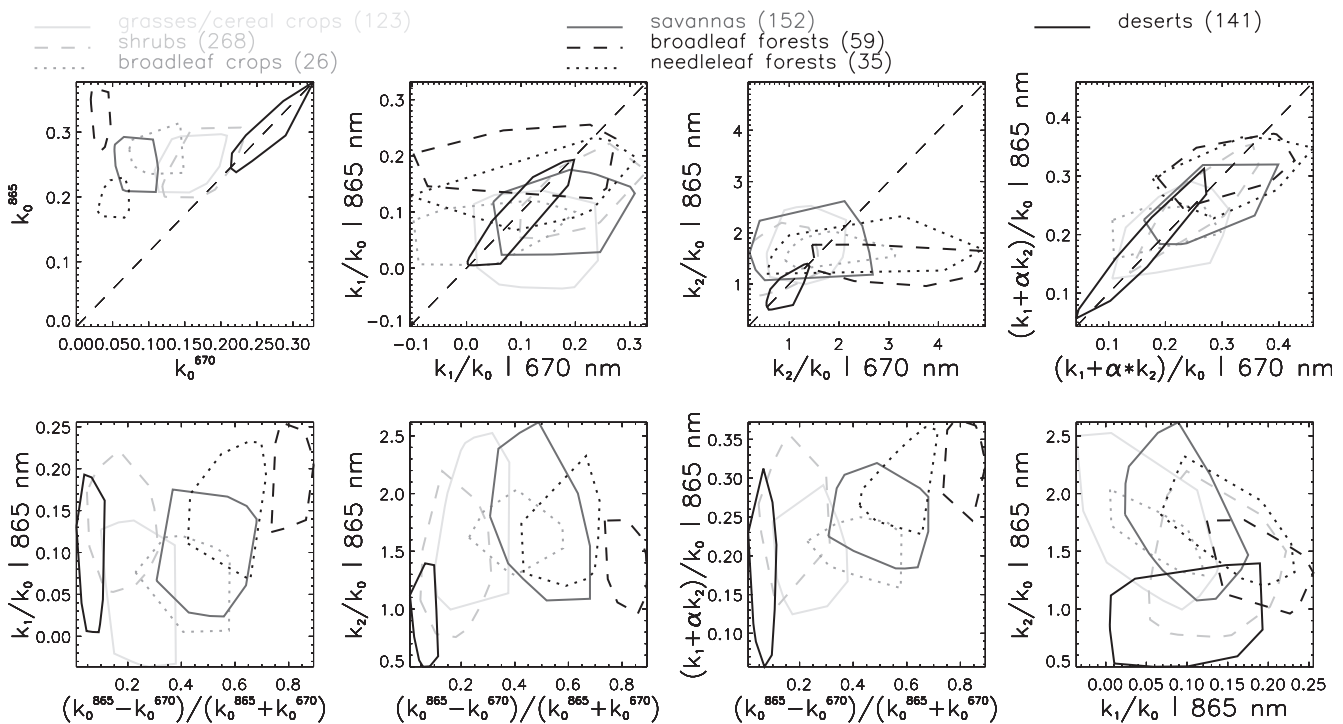 grasses/cereal crops (123)
shrubs (268)
broadleaf crops (26)
savannas (152)
broadleaf forests (59)
needleleaf forests (35)
deserts (141)
k₀⁸⁶⁵
0.3
0.2
0.1
0.0
0.00 0.05 0.10 0.15 0.20 0.25 0.30
k₀⁶⁷⁰
k₁/k₀ | 865 nm
0.3
0.2
0.1
0.0
-0.1
-0.1 0.0 0.1 0.2 0.3
k₁/k₀ | 670 nm
k₂/k₀ | 865 nm
4
3
2
1
1 2 3 4
k₂/k₀ | 670 nm
(k₁+αk₂)/k₀ | 865 nm
0.4
0.3
0.2
0.1
0.1 0.2 0.3 0.4
(k₁+α*k₂)/k₀ | 670 nm
k₁/k₀ | 865 nm
0.25
0.20
0.15
0.10
0.05
0.00
0.2 0.4 0.6 0.8
(k₀⁸⁶⁵−k₀⁶⁷⁰)/(k₀⁸⁶⁵+k₀⁶⁷⁰)
k₂/k₀ | 865 nm
2.5
2.0
1.5
1.0
0.5
0.2 0.4 0.6 0.8
(k₀⁸⁶⁵−k₀⁶⁷⁰)/(k₀⁸⁶⁵+k₀⁶⁷⁰)
(k₁+αk₂)/k₀ | 865 nm
0.35
0.30
0.25
0.20
0.15
0.10
0.2 0.4 0.6 0.8
(k₀⁸⁶⁵−k₀⁶⁷⁰)/(k₀⁸⁶⁵+k₀⁶⁷⁰)
k₂/k₀ | 865 nm
2.5
2.0
1.5
1.0
0.5
0.00 0.05 0.10 0.15 0.20 0.25
k₁/k₀ | 865 nm